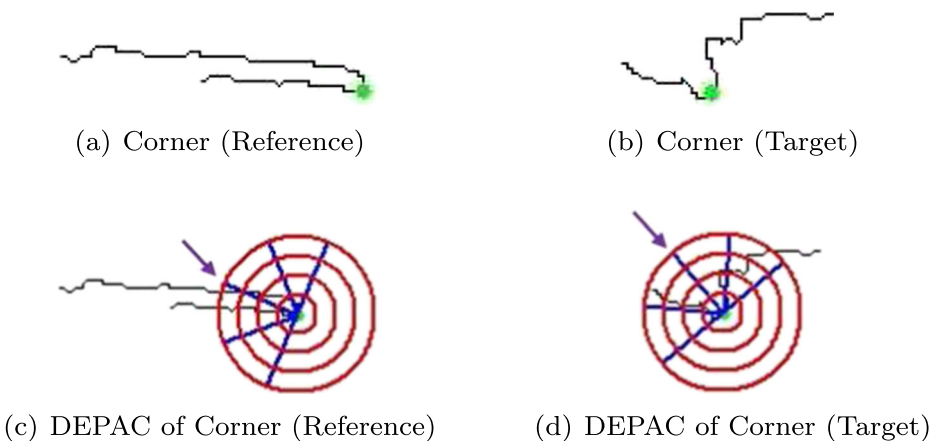 (a) Corner (Reference)
(b) Corner (Target)
(c) DEPAC of Corner (Reference)
(d) DEPAC of Corner (Target)